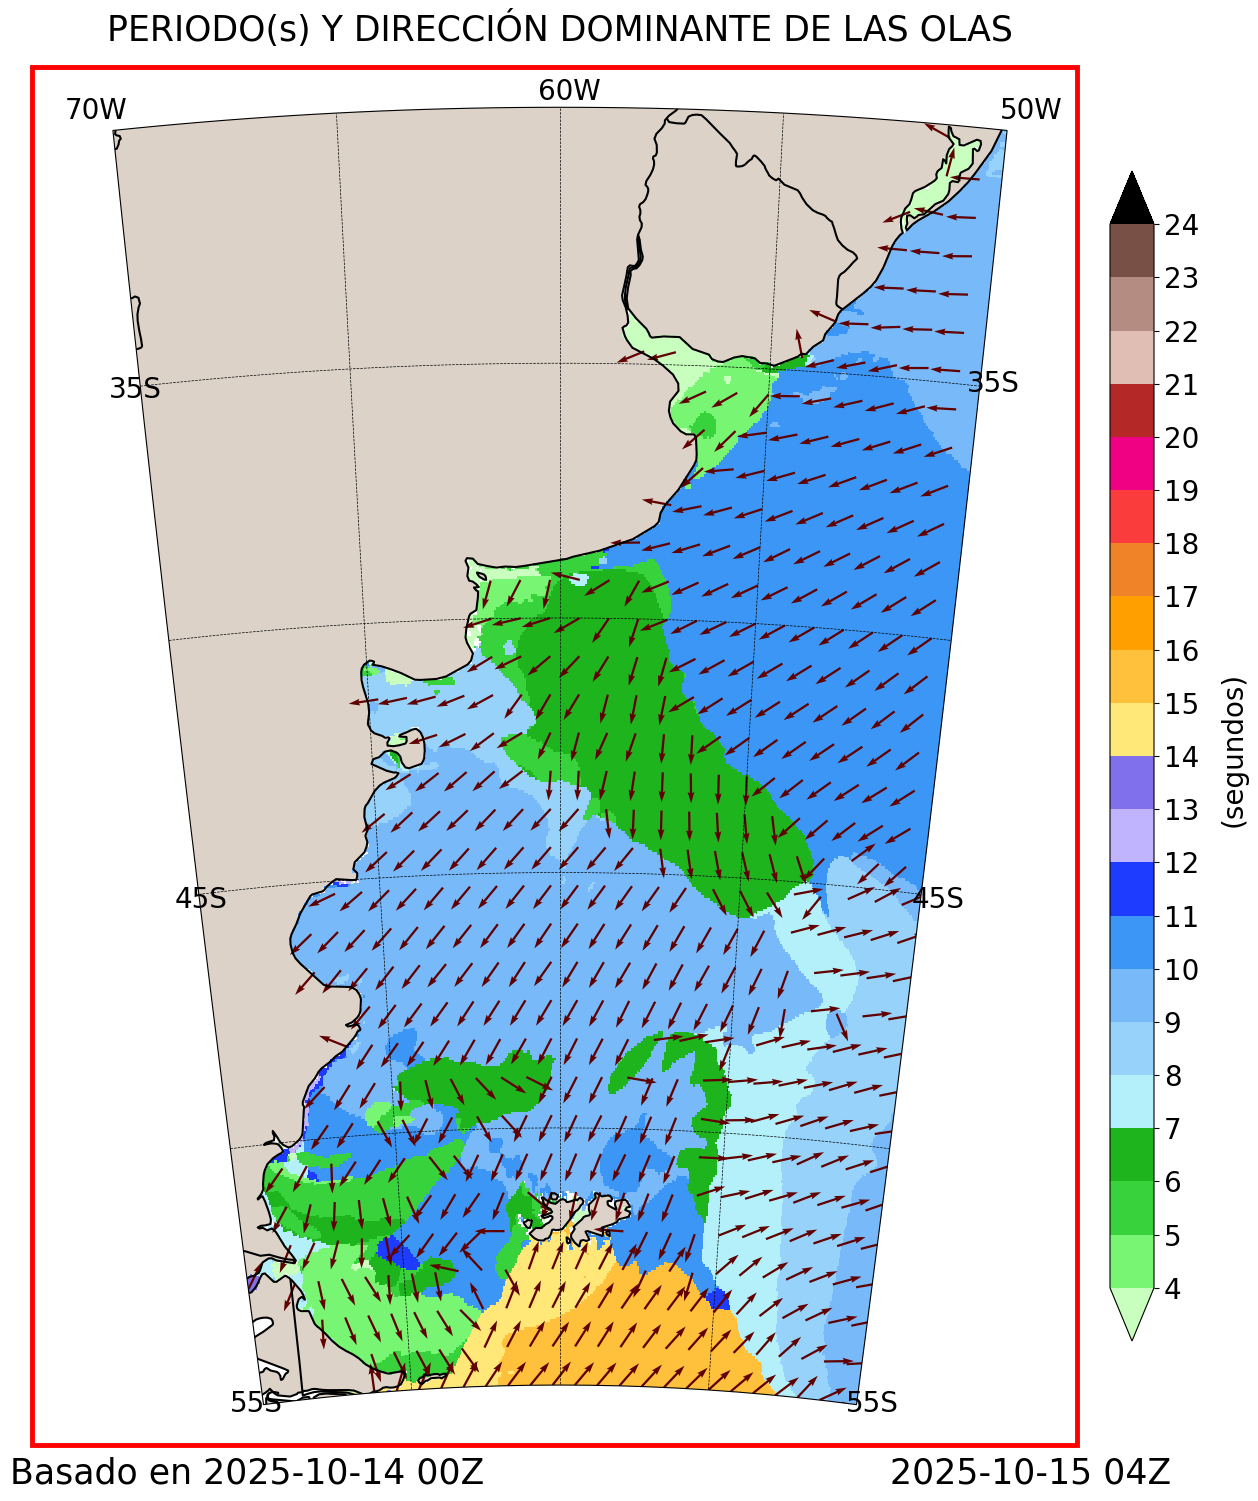 PERIODO(s) Y DIRECCIÓN DOMINANTE DE LAS OLAS
70W
60W
50W
35S
35S
45S
45S
55S
55S
24
23
22
21
20
19
18
17
16
15
14
13
12
11
10
9
8
7
6
5
4
(segundos)
Basado en 2025-10-14 00Z
2025-10-15 04Z